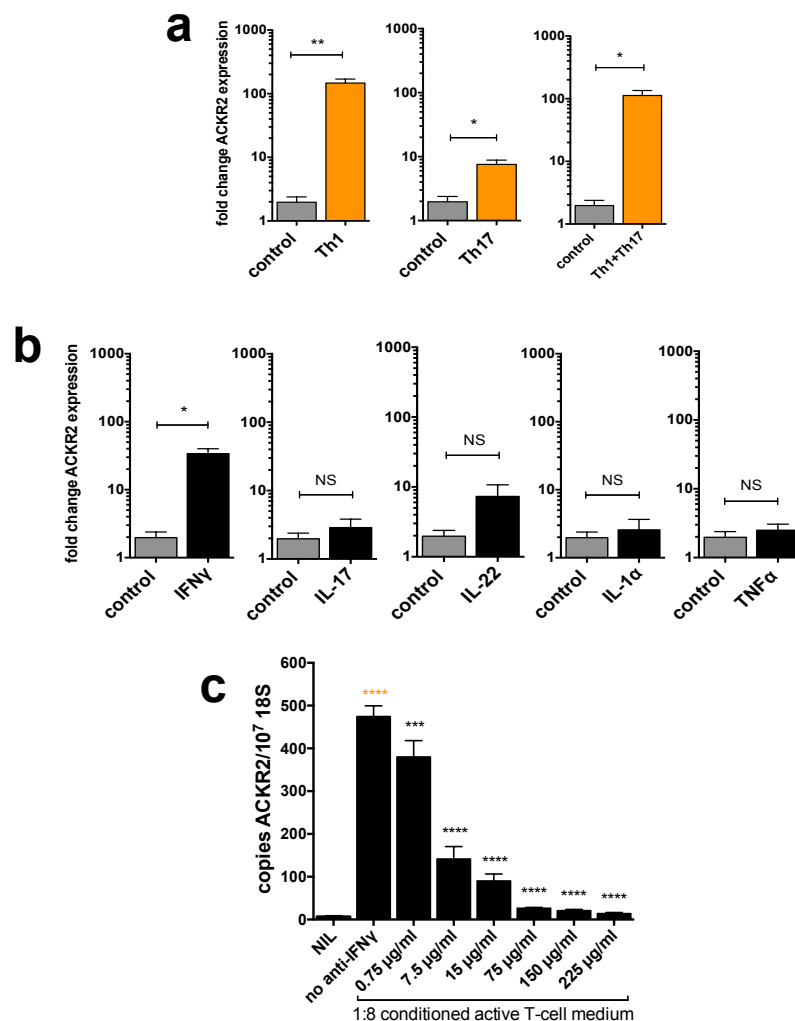 a
fold change ACKR2 expression
1000
100
10
1
**
control
Th1
1000
100
10
1
*
control
Th17
1000
100
10
1
*
control
Th1+Th17
b
fold change ACKR2 expression
1000
100
10
1
*
control
IFNγ
1000
100
10
1
NS
control
IL-17
1000
100
10
1
NS
control
IL-22
1000
100
10
1
NS
control
IL-1α
1000
100
10
1
NS
control
TNFα
c
copies ACKR2/10⁷ 18S
600
500
400
300
200
100
0
****
***
****
****
****
****
****
NIL
no anti-IFNγ
0.75 µg/ml
7.5 µg/ml
15 µg/ml
75 µg/ml
150 µg/ml
225 µg/ml
1:8 conditioned active T-cell medium